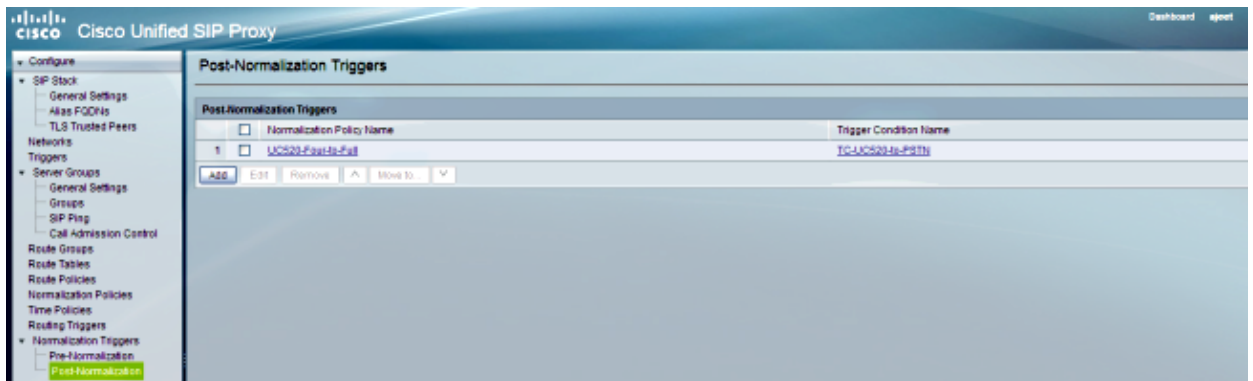 Dashboard ajeet
CISCO Cisco Unified SIP Proxy
Configure
SIP Stack
General Settings
Alias FQDNs
TLS Trusted Peers
Networks
Triggers
Server Groups
General Settings
Groups
SIP Ping
Call Admission Control
Route Groups
Route Tables
Route Policies
Normalization Policies
Time Policies
Routing Triggers
Normalization Triggers
Pre-Normalization
Post-Normalization
Post-Normalization Triggers
Post-Normalization Triggers
Normalization Policy Name Trigger Condition Name
1 UC520-Four-to-Full TC-UC520-to-PSTN
Add Edit Remove Move to...